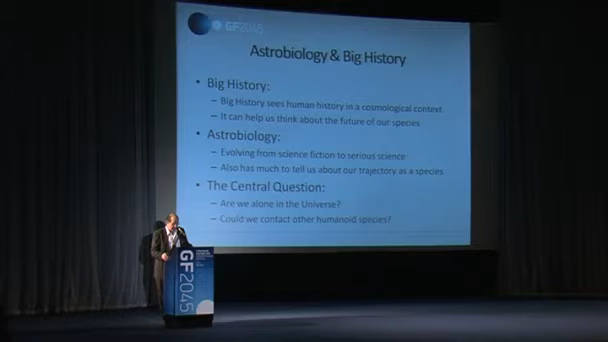 GF2045
Astrobiology & Big History
• Big History:
– Big History sees human history in a cosmological context
– It can help us think about the future of our species
• Astrobiology:
– Evolving from science fiction to serious science
– Also has much to tell us about our trajectory as a species
• The Central Question:
– Are we alone in the Universe?
– Could we contact other humanoid species?
GF2045